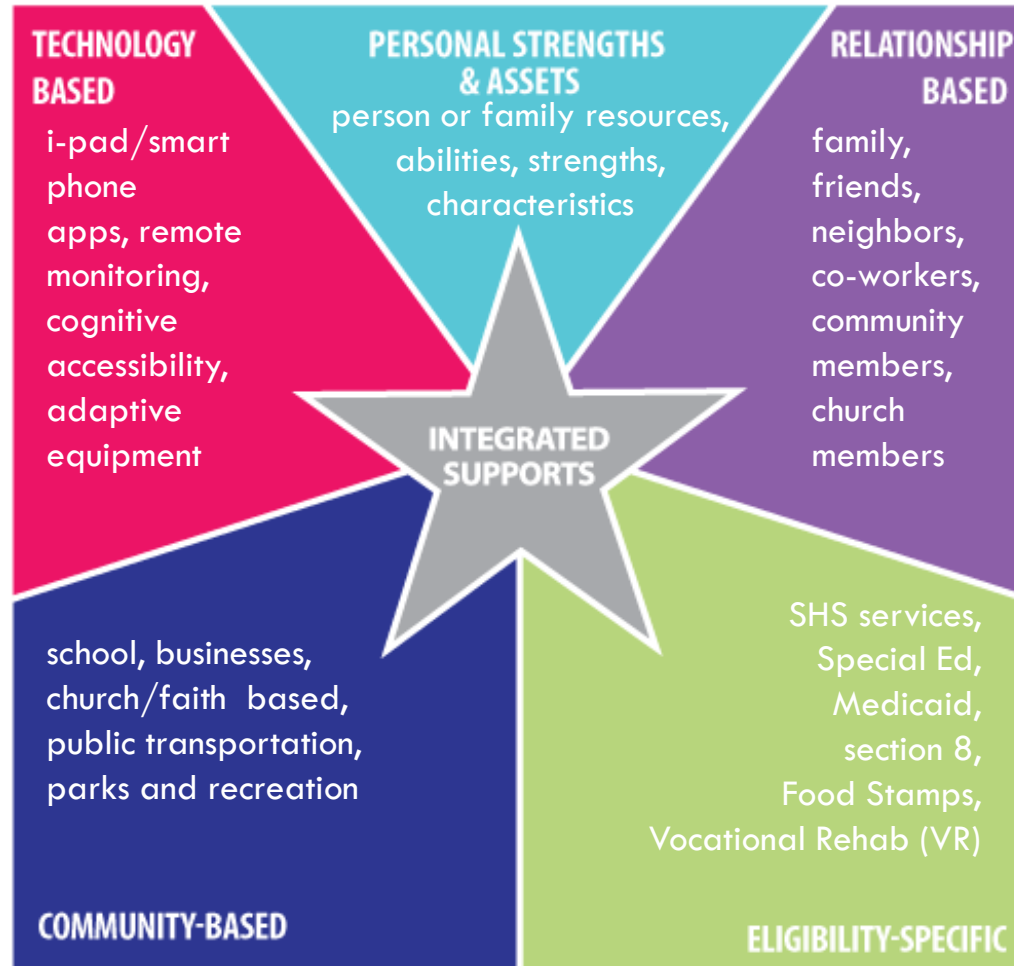 TECHNOLOGY
BASED
i-pad/smart
phone
apps, remote
monitoring,
cognitive
accessibility,
adaptive
equipment
PERSONAL STRENGTHS
& ASSETS
person or family resources,
abilities, strengths,
characteristics
RELATIONSHIP
BASED
family,
friends,
neighbors,
co-workers,
community
members,
church
members
INTEGRATED
SUPPORTS
school, businesses,
church/faith based,
public transportation,
parks and recreation
COMMUNITY-BASED
SHS services,
Special Ed,
Medicaid,
section 8,
Food Stamps,
Vocational Rehab (VR)
ELIGIBILITY-SPECIFIC